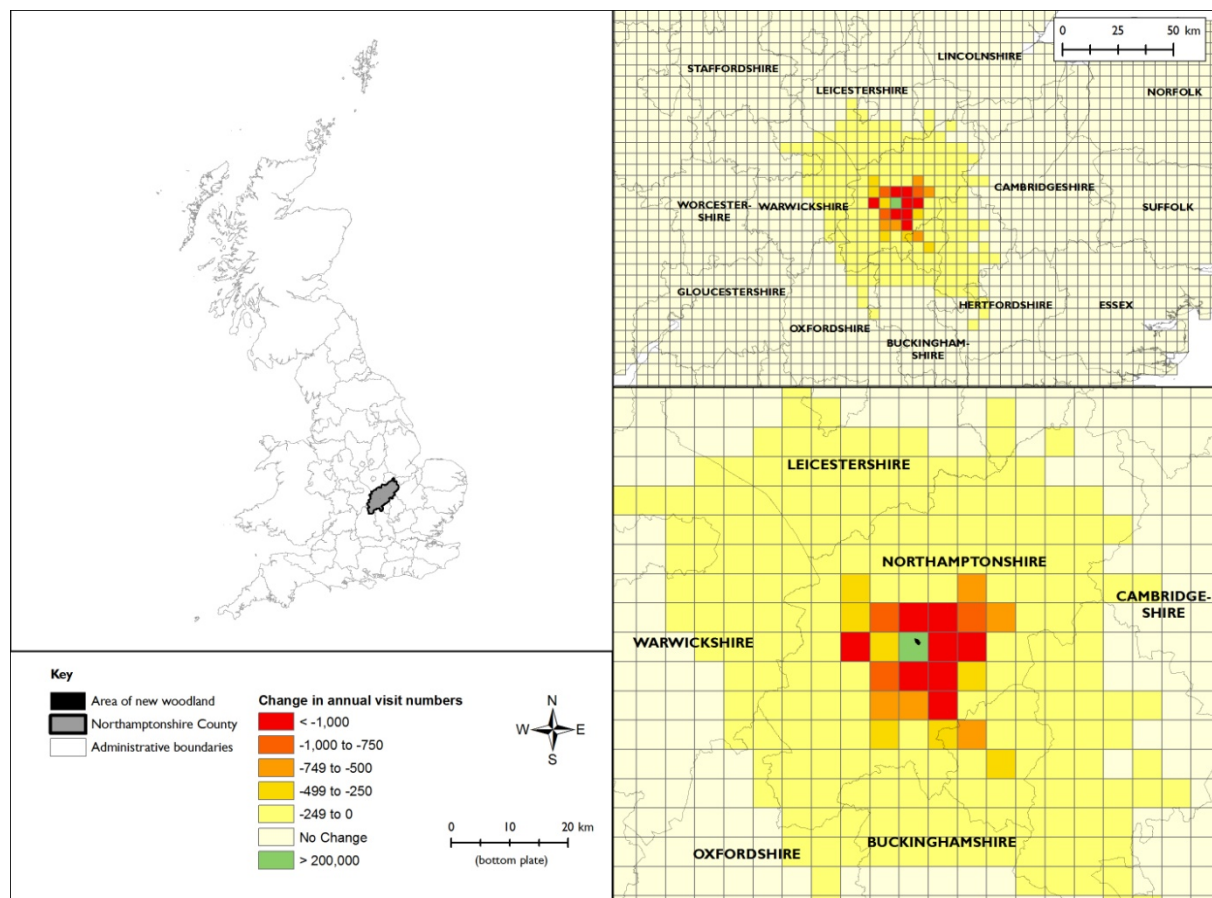 0 25 50 km
LINCOLNSHIRE
STAFFORDSHIRE
LEICESTERSHIRE
NORFOLK
CAMBRIDGESHIRE
WORCESTER-
SHIRE
WARWICKSHIRE
SUFFOLK
GLOUCESTERSHIRE
HERTFORDSHIRE
ESSEX
OXFORDSHIRE
BUCKINGHAM-
SHIRE
LEICESTERSHIRE
NORTHAMPTONSHIRE
CAMBRIDGE-
SHIRE
WARWICKSHIRE
BUCKINGHAMSHIRE
OXFORDSHIRE
Key
Area of new woodland
Northamptonshire County
Administrative boundaries
Change in annual visit numbers
< -1,000
-1,000 to -750
-749 to -500
-499 to -250
-249 to 0
No Change
> 200,000
N
W E
S
0 10 20 km
(bottom plate)